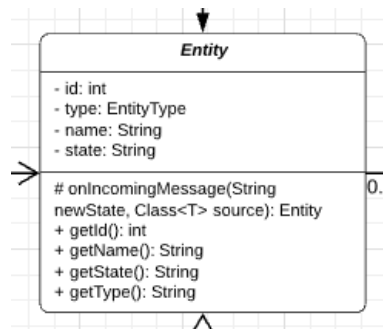 Entity
- id: int
- type: EntityType
- name: String
- state: String
# onIncomingMessage(String
newState, Class<T> source): Entity
+ getId(): int
+ getName(): String
+ getState(): String
+ getType(): String
0.